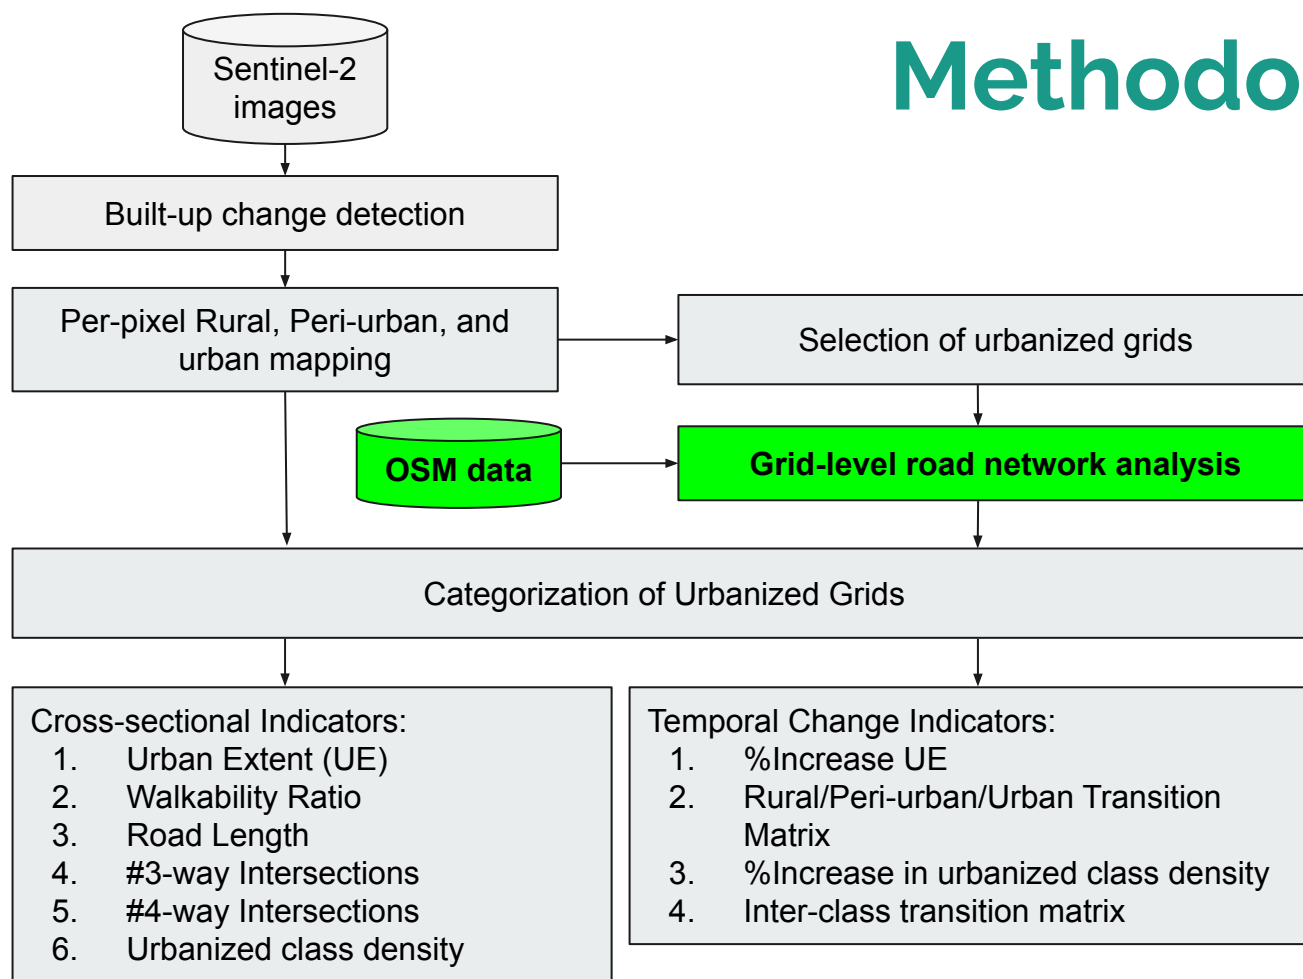 Methodo
Sentinel-2
images
Built-up change detection
Per-pixel Rural, Peri-urban, and
urban mapping
Selection of urbanized grids
OSM data
Grid-level road network analysis
Categorization of Urbanized Grids
Cross-sectional Indicators:
1. Urban Extent (UE)
2. Walkability Ratio
3. Road Length
4. #3-way Intersections
5. #4-way Intersections
6. Urbanized class density
Temporal Change Indicators:
1. %Increase UE
2. Rural/Peri-urban/Urban Transition
Matrix
3. %Increase in urbanized class density
4. Inter-class transition matrix